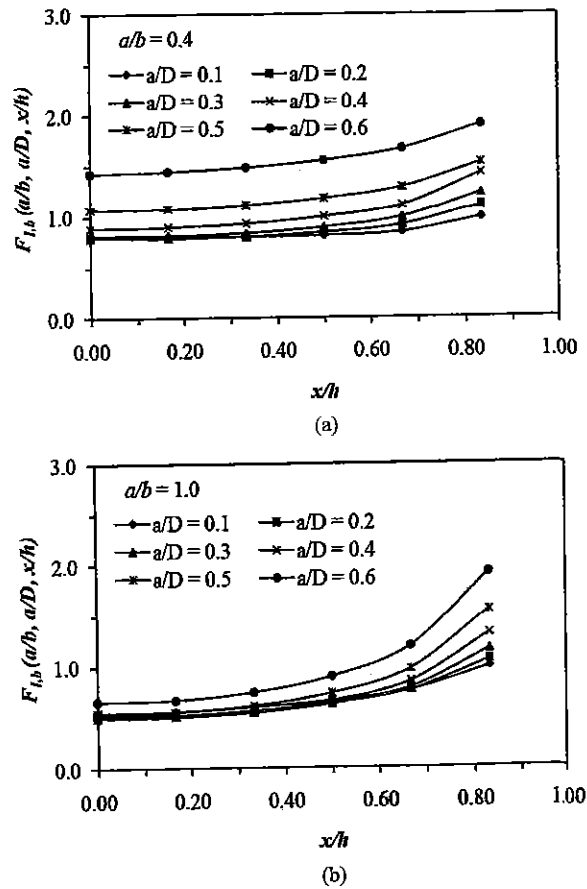 3.0
a/b = 0.4
a/D = 0.1 a/D = 0.2
a/D = 0.3 a/D = 0.4
a/D = 0.5 a/D = 0.6
2.0
1.0
0.0
F_{I,b} (a/b, a/D, x/h)
0.00 0.20 0.40 0.60 0.80 1.00
x/h
(a)
3.0
a/b = 1.0
a/D = 0.1 a/D = 0.2
a/D = 0.3 a/D = 0.4
a/D = 0.5 a/D = 0.6
2.0
1.0
0.0
F_{I,b} (a/b, a/D, x/h)
0.00 0.20 0.40 0.60 0.80 1.00
x/h
(b)